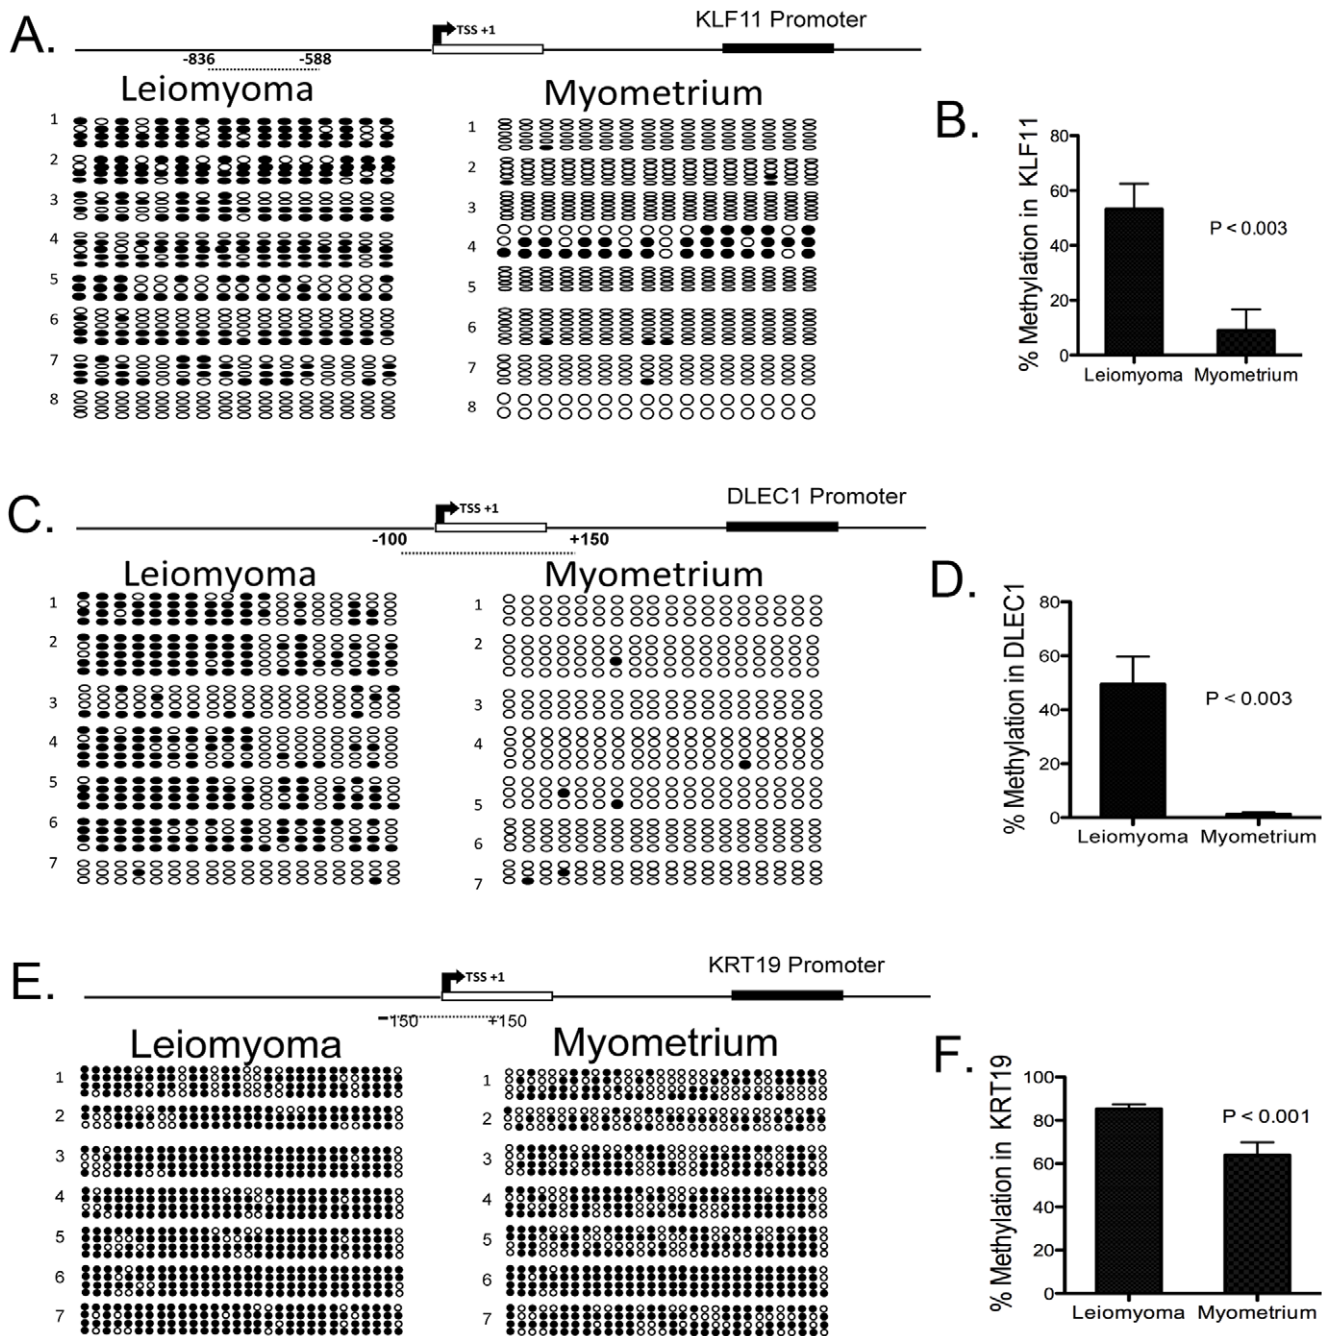 A.
TSS +1
KLF11 Promoter
-836
-588
Leiomyoma
Myometrium
1
2
3
4
5
6
7
8
1
2
3
4
5
6
7
8
B.
% Methylation in KLF11
80
60
40
20
0
P < 0.003
Leiomyoma Myometrium
C.
TSS +1
DLEC1 Promoter
-100
+150
Leiomyoma
Myometrium
1
2
3
4
5
6
7
1
2
3
4
5
6
7
D.
% Methylation in DLEC1
80
60
40
20
0
P < 0.003
Leiomyoma Myometrium
E.
TSS +1
KRT19 Promoter
-150
+150
Leiomyoma
Myometrium
1
2
3
4
5
6
7
1
2
3
4
5
6
7
F.
% Methylation in KRT19
100
80
60
40
20
0
P < 0.001
Leiomyoma Myometrium